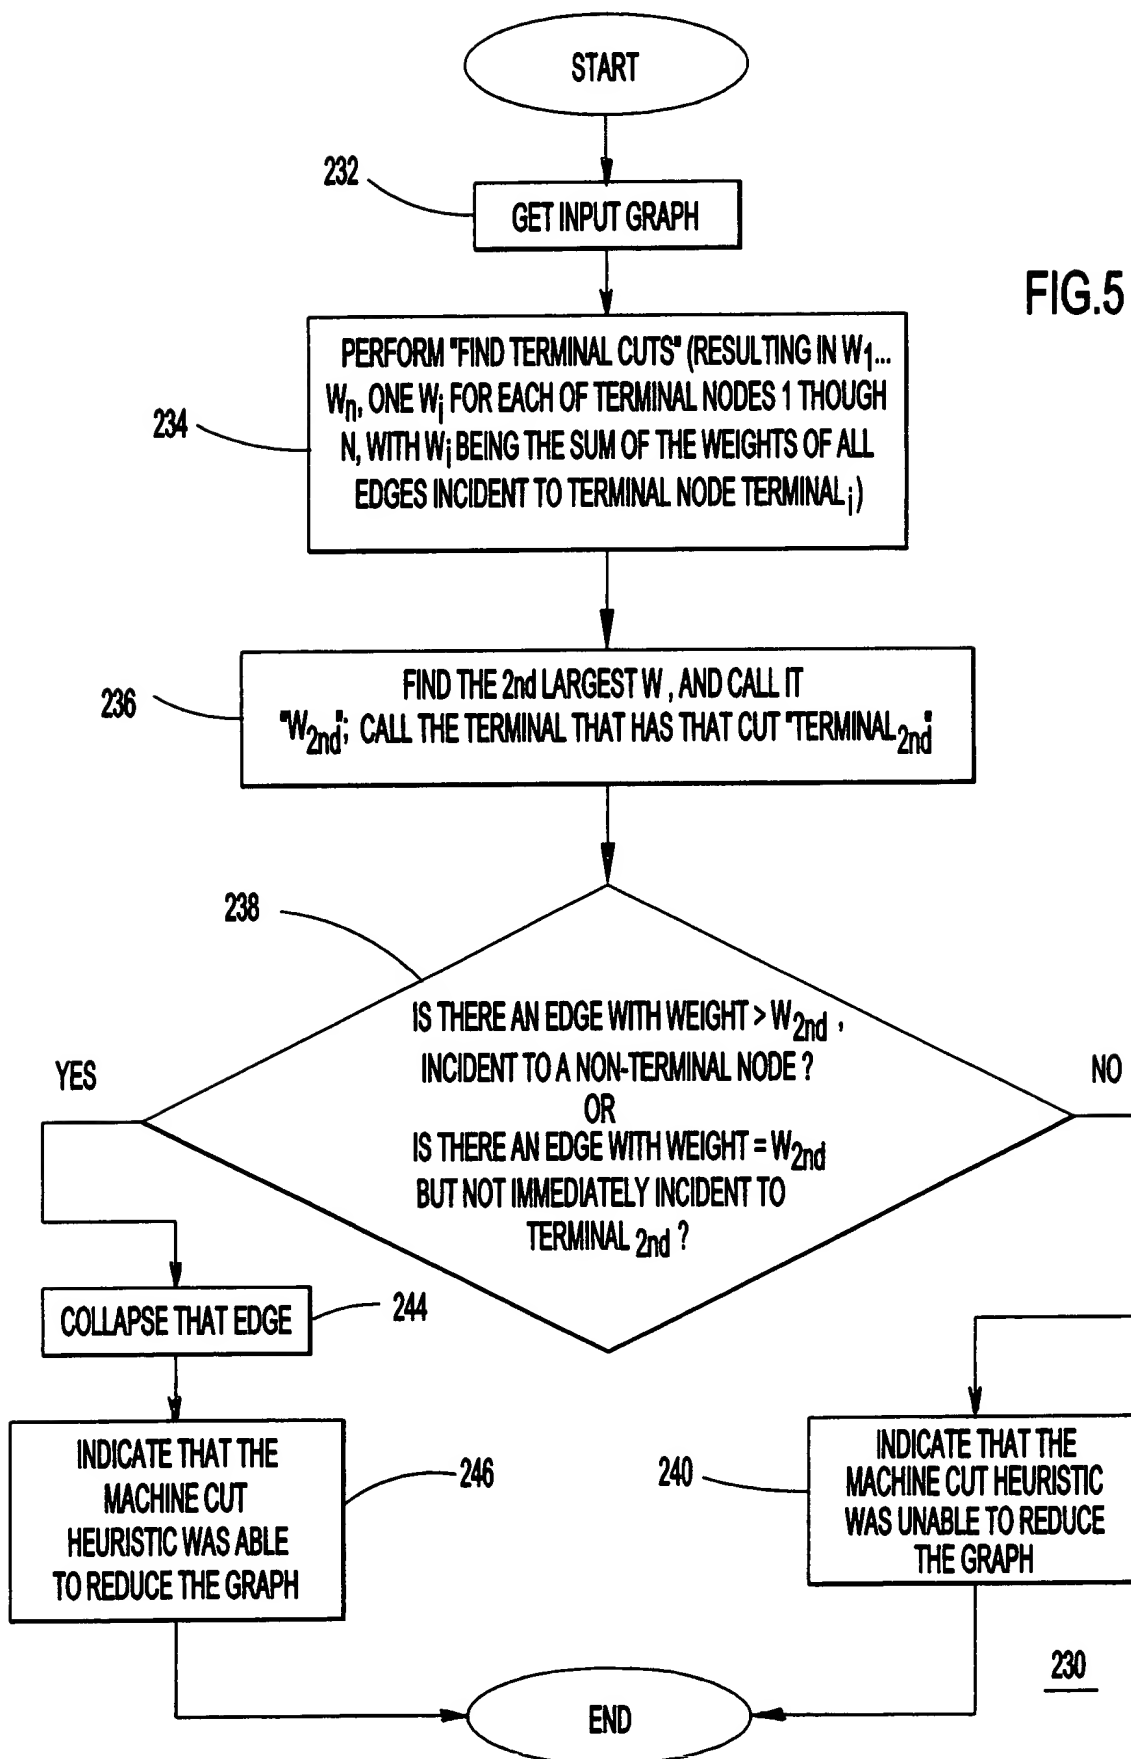 START
232
GET INPUT GRAPH
FIG.5
PERFORM "FIND TERMINAL CUTS" (RESULTING IN W1...
Wn, ONE Wi FOR EACH OF TERMINAL NODES 1 THOUGH
N, WITH Wi BEING THE SUM OF THE WEIGHTS OF ALL
EDGES INCIDENT TO TERMINAL NODE TERMINALi)
234
FIND THE 2nd LARGEST W, AND CALL IT
"W2nd"; CALL THE TERMINAL THAT HAS THAT CUT "TERMINAL2nd"
236
238
IS THERE AN EDGE WITH WEIGHT > W2nd,
INCIDENT TO A NON-TERMINAL NODE ?
OR
IS THERE AN EDGE WITH WEIGHT = W2nd
BUT NOT IMMEDIATELY INCIDENT TO
TERMINAL 2nd ?
YES
NO
COLLAPSE THAT EDGE
244
INDICATE THAT THE
MACHINE CUT
HEURISTIC WAS ABLE
TO REDUCE THE GRAPH
246
240
INDICATE THAT THE
MACHINE CUT HEURISTIC
WAS UNABLE TO REDUCE
THE GRAPH
230
END